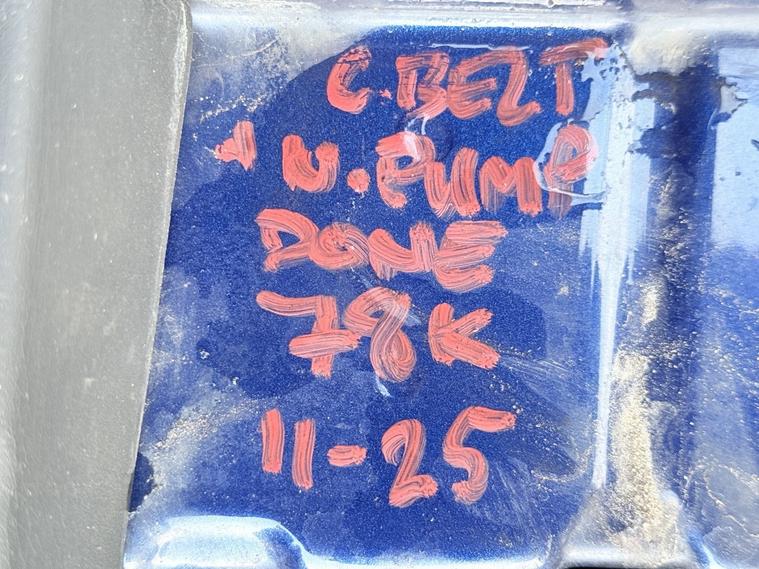 C.BELT
+ W.PUMP
DONE
78K
11-25